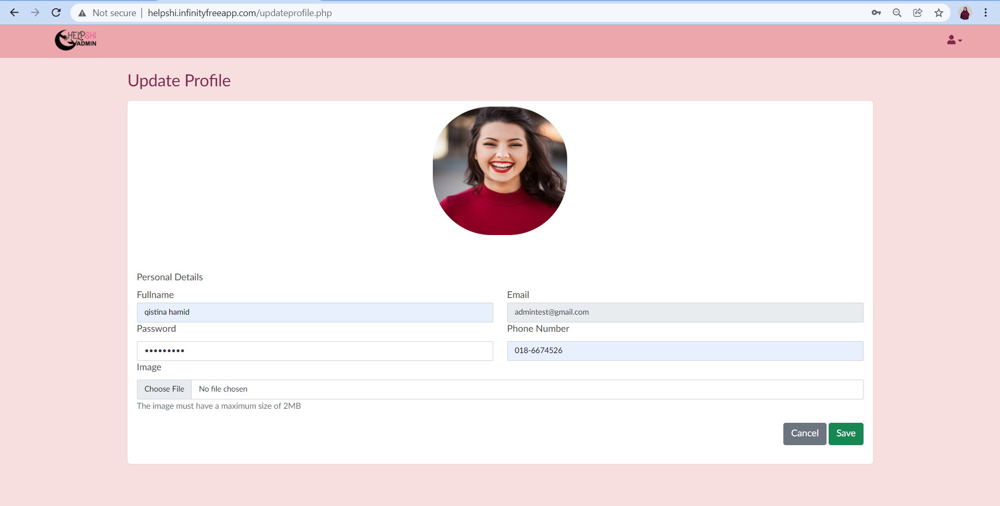 Not secure | helpshi.infinityfreeapp.com/updateprofile.php
HELPSHI
ADMIN
Update Profile
Personal Details
Fullname
Email
qistina hamid
admintest@gmail.com
Password
Phone Number
•••••••••
018-6674526
Image
Choose File No file chosen
The image must have a maximum size of 2MB
Cancel Save